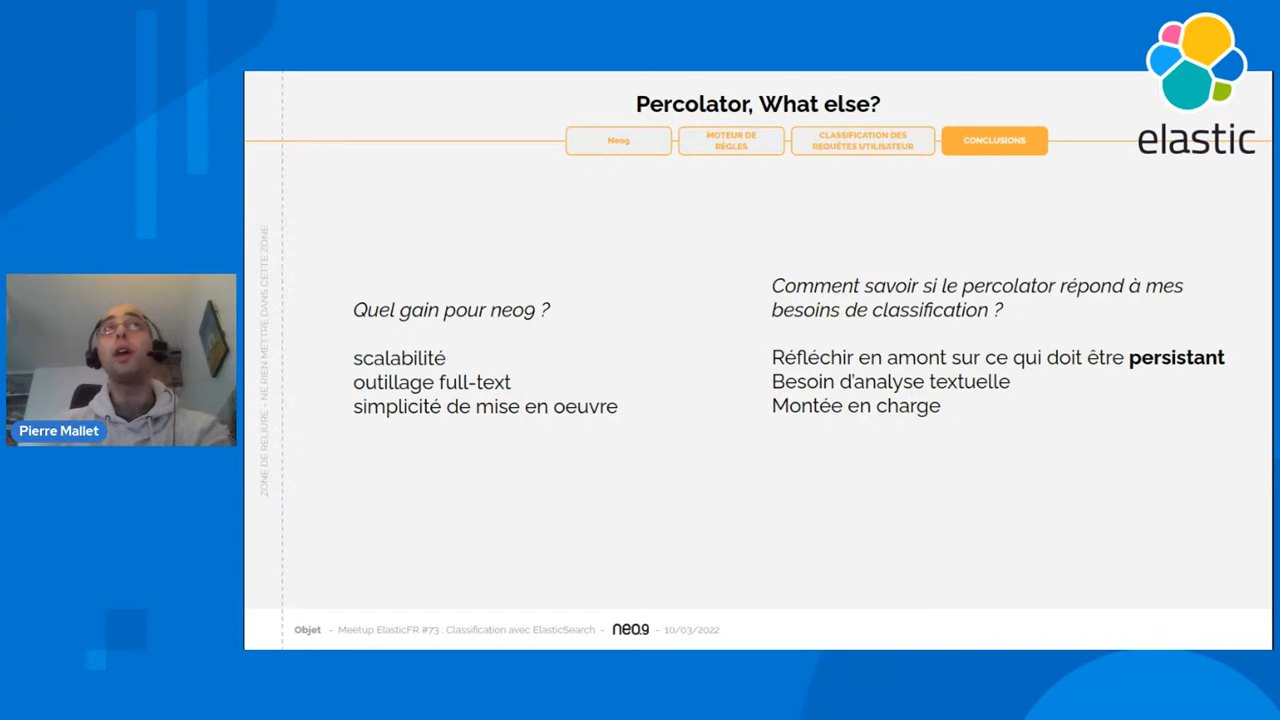 Percolator, What else?
Neo9
MOTEUR DE
RÈGLES
CLASSIFICATION DES
REQUÊTES UTILISATEUR
CONCLUSIONS
elastic
ZONE DE RELIURE - NE RIEN METTRE DANS CETTE ZONE
Pierre Mallet
Quel gain pour neo9 ?
scalabilité
outillage full-text
simplicité de mise en oeuvre
Comment savoir si le percolator répond à mes
besoins de classification ?
Réfléchir en amont sur ce qui doit être persistant
Besoin d'analyse textuelle
Montée en charge
Objet - Meetup ElasticFR #73 : Classification avec ElasticSearch - neo.9 - 10/03/2022